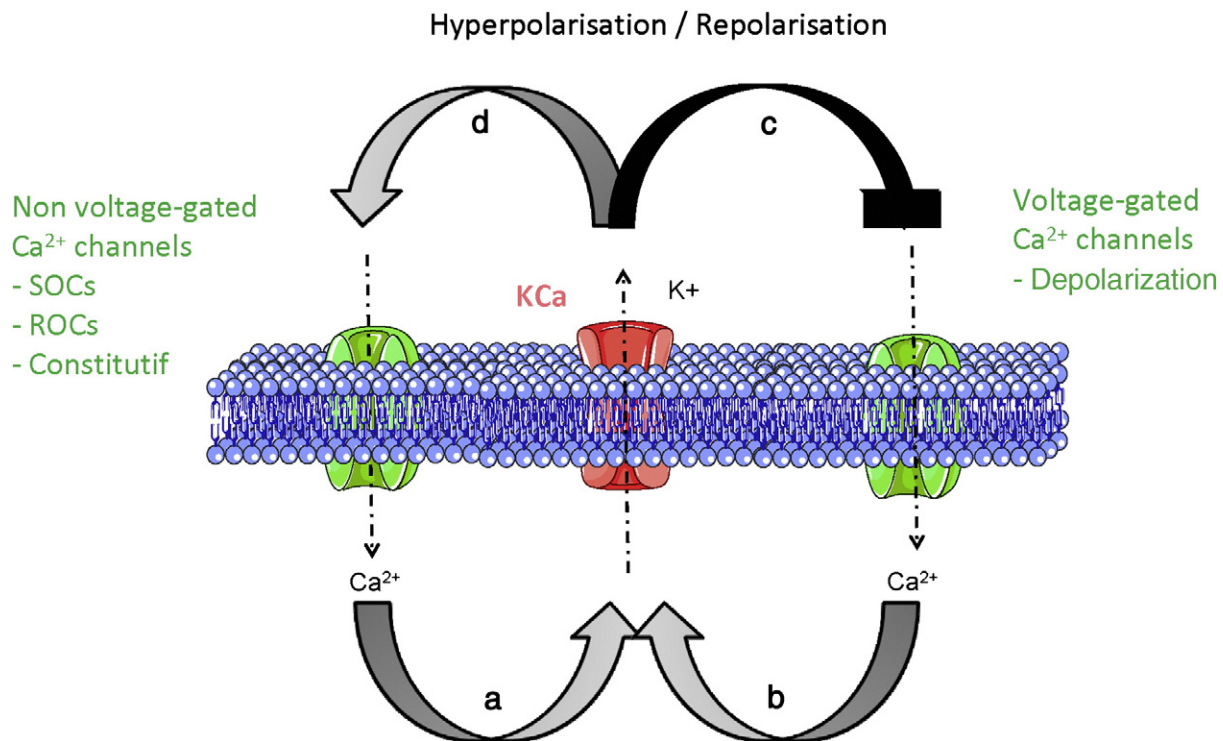 Hyperpolarisation / Repolarisation
d
c
Non voltage-gated
Ca²⁺ channels
- SOCs
- ROCs
- Constitutif
Voltage-gated
Ca²⁺ channels
- Depolarization
KCa
K+
Ca²⁺
Ca²⁺
a
b